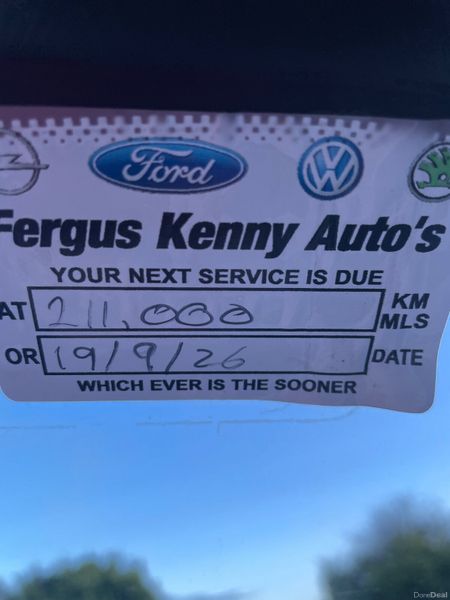 Ford
Fergus Kenny Auto's
YOUR NEXT SERVICE IS DUE
AT 211,000 KM
MLS
OR 19/9/26 DATE
WHICH EVER IS THE SOONER
DoneDeal